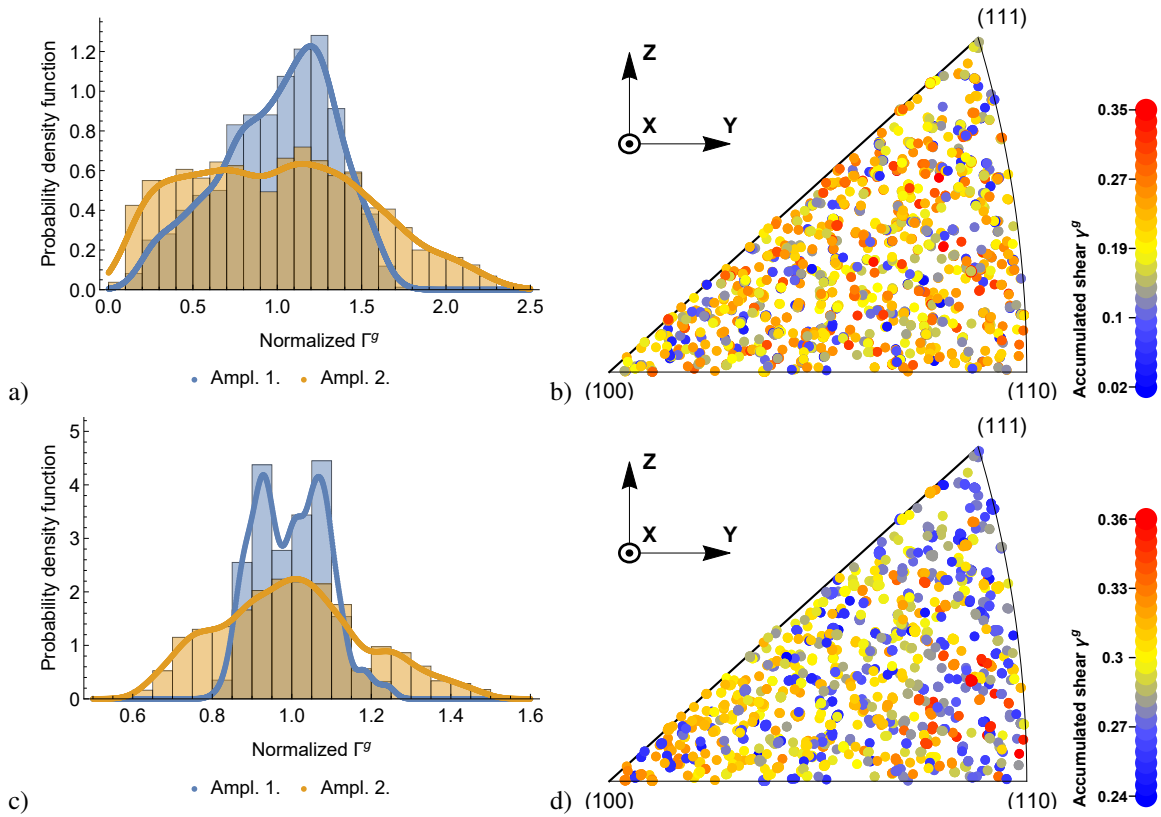 Probability density function
1.2
1.0
0.8
0.6
0.4
0.2
0.0
0.0 0.5 1.0 1.5 2.0 2.5
Normalized Γᵍ
• Ampl. 1. • Ampl. 2.
a)
(111)
Z
X Y
(100) (110)
b)
Accumulated shear γᵍ
0.35
0.27
0.19
0.1
0.02
Probability density function
5
4
3
2
1
0
0.6 0.8 1.0 1.2 1.4 1.6
Normalized Γᵍ
• Ampl. 1. • Ampl. 2.
c)
(111)
Z
X Y
(100) (110)
d)
Accumulated shear γᵍ
0.36
0.33
0.3
0.27
0.24